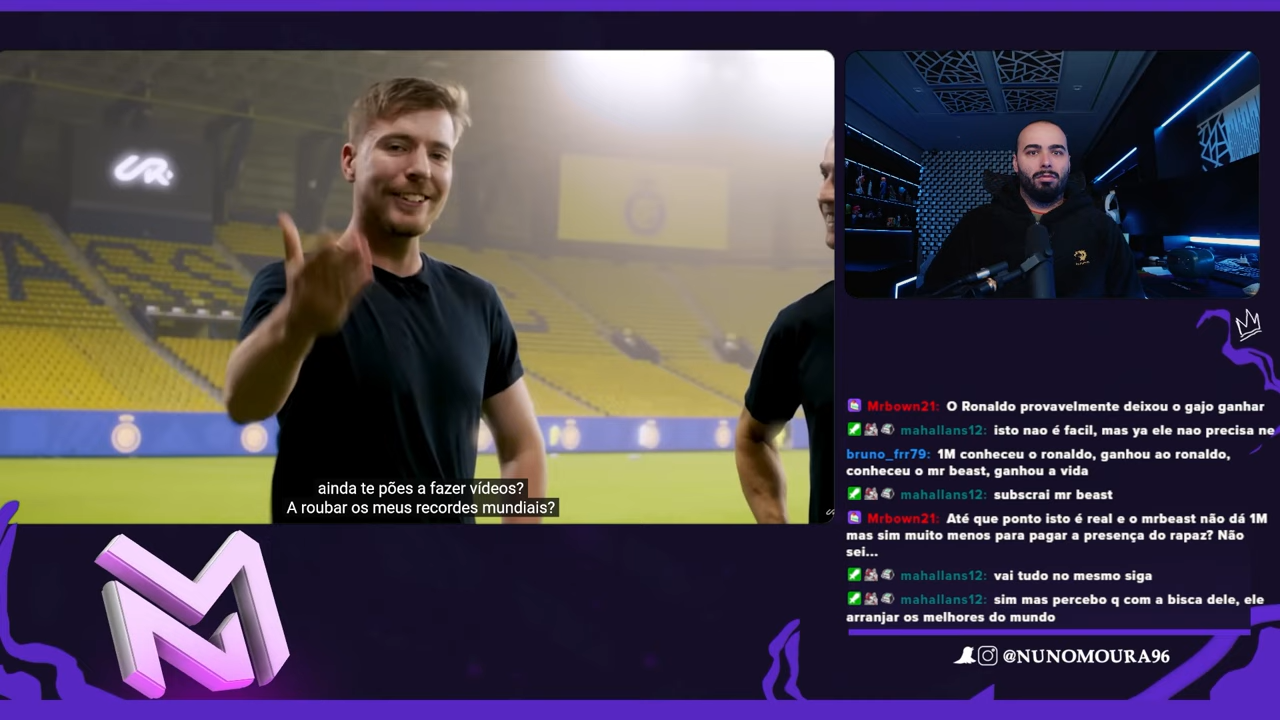 UR
ainda te pões a fazer vídeos?
A roubar os meus recordes mundiais?
Mrbown21: O Ronaldo provavelmente deixou o gajo ganhar
mahallans12: isto nao é facil, mas ya ele nao precisa ne
bruno_frr79: 1M conheceu o ronaldo, ganhou ao ronaldo,
conheceu o mr beast, ganhou a vida
mahallans12: subscrai mr beast
Mrbown21: Até que ponto isto é real e o mrbeast não dá 1M
mas sim muito menos para pagar a presença do rapaz? Não
sei...
mahallans12: vai tudo no mesmo siga
mahallans12: sim mas percebo q com a bisca dele, ele
arranjar os melhores do mundo
@NUNOMOURA96